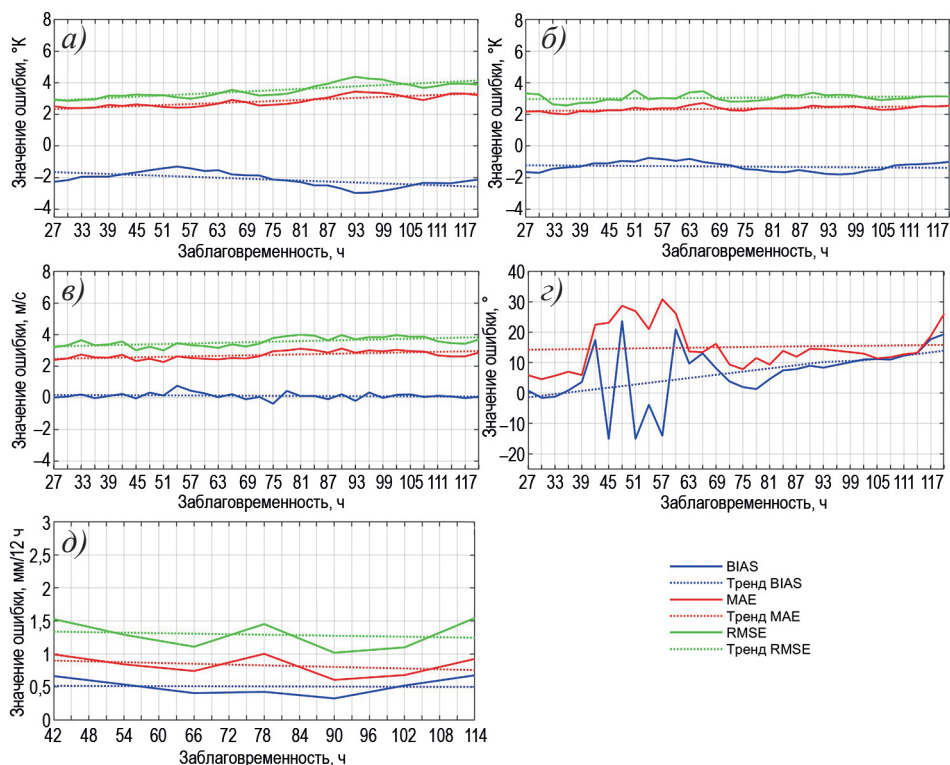 а)
Значение ошибки, °К
8
6
4
2
0
–2
–4
27 33 39 45 51 57 63 69 75 81 87 93 99 105 111 117
Заблаговременность, ч
б)
Значение ошибки, °К
8
6
4
2
0
–2
–4
27 33 39 45 51 57 63 69 75 81 87 93 99 105 111 117
Заблаговременность, ч
в)
Значение ошибки, м/с
8
6
4
2
0
–2
–4
27 33 39 45 51 57 63 69 75 81 87 93 99 105 111 117
Заблаговременность, ч
г)
Значение ошибки, °
40
30
20
10
0
–10
–20
27 33 39 45 51 57 63 69 75 81 87 93 99 105 111 117
Заблаговременность, ч
д)
Значение ошибки, мм/12 ч
3
2,5
2
1,5
1
0,5
0
42 48 54 60 66 72 78 84 90 96 102 108 114
Заблаговременность, ч
BIAS
Тренд BIAS
MAE
Тренд MAE
RMSE
Тренд RMSE